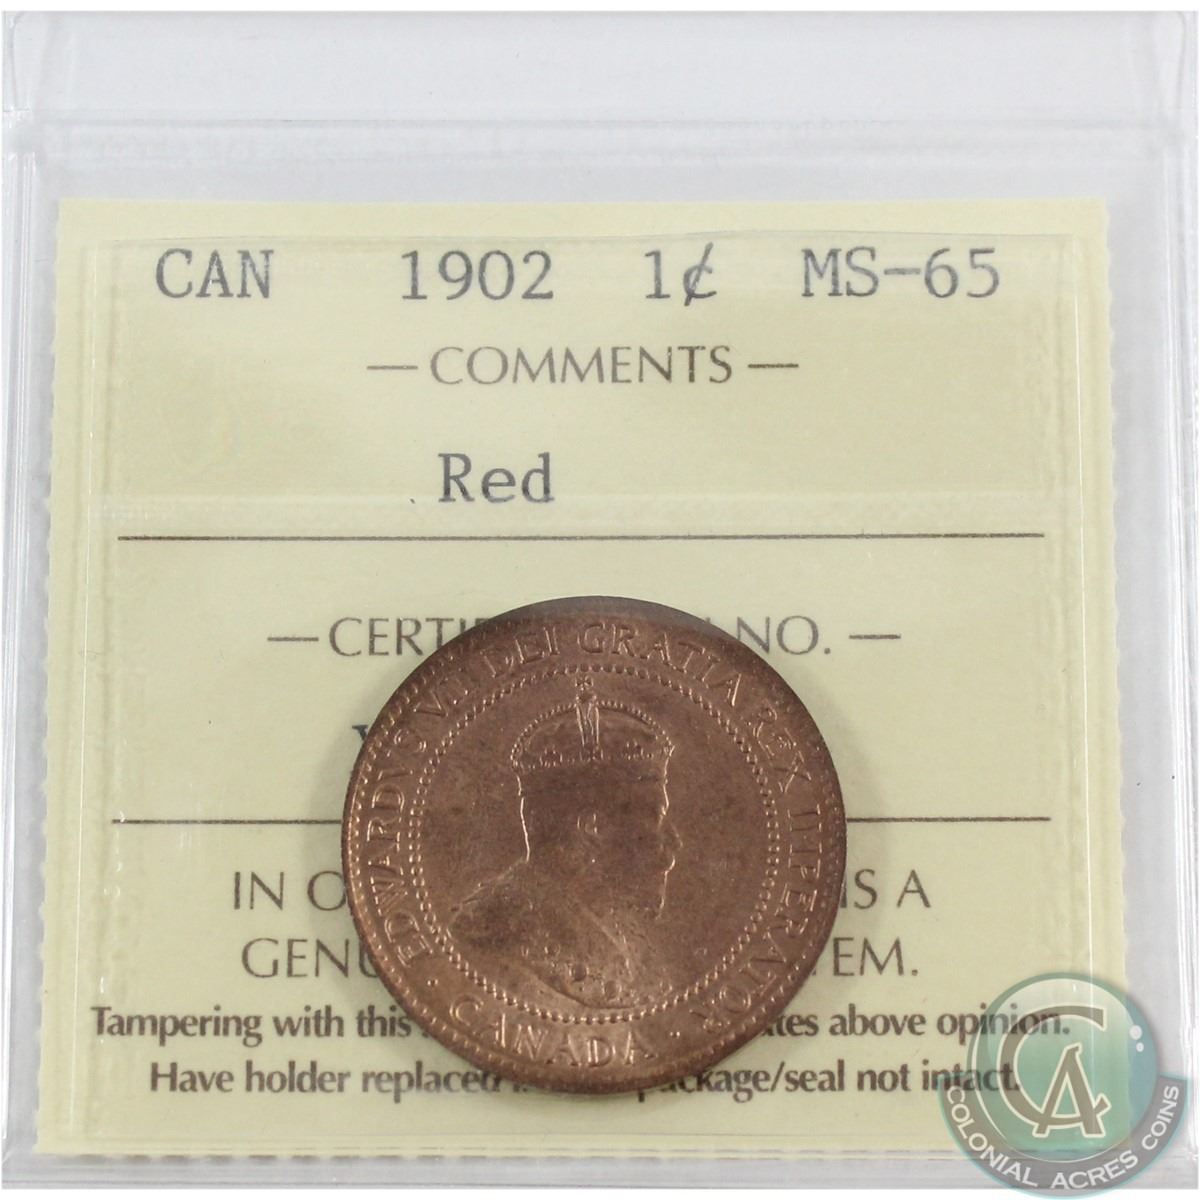 CAN 1902 1¢ MS-65
— COMMENTS —
Red
— CERTI NO. —
EDWARDVS VII DEI GRATIA REX IMPERATOR
· CANADA ·
IN O IS A
GENU EM.
Tampering with this tes above opinion.
Have holder replaced package/seal not intact.
CA
COLONIAL ACRES COINS